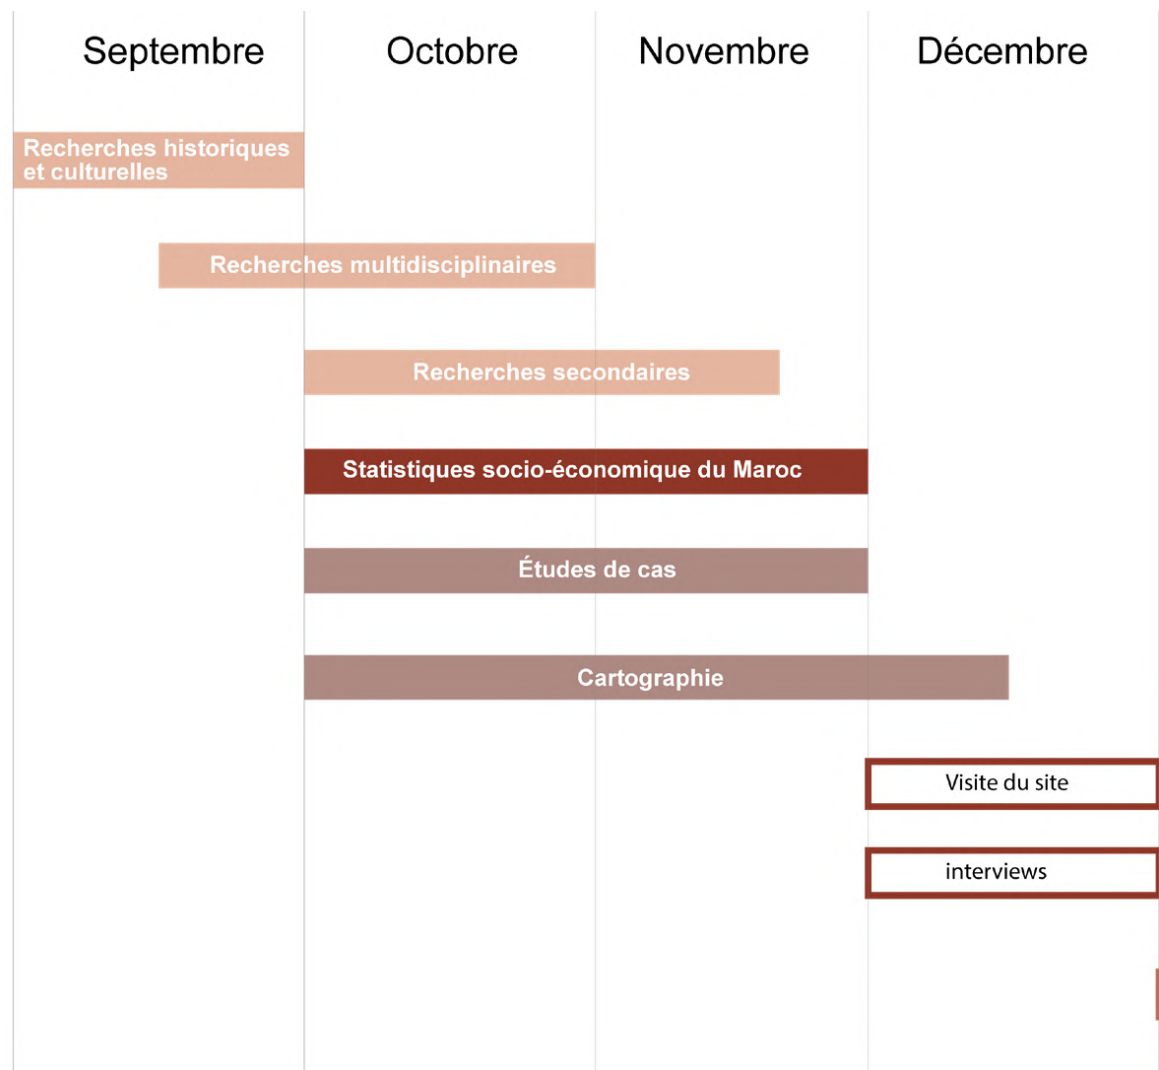 Septembre Octobre Novembre Décembre
Recherches historiques
et culturelles
Recherches multidisciplinaires
Recherches secondaires
Statistiques socio-économique du Maroc
Études de cas
Cartographie
Visite du site
interviews